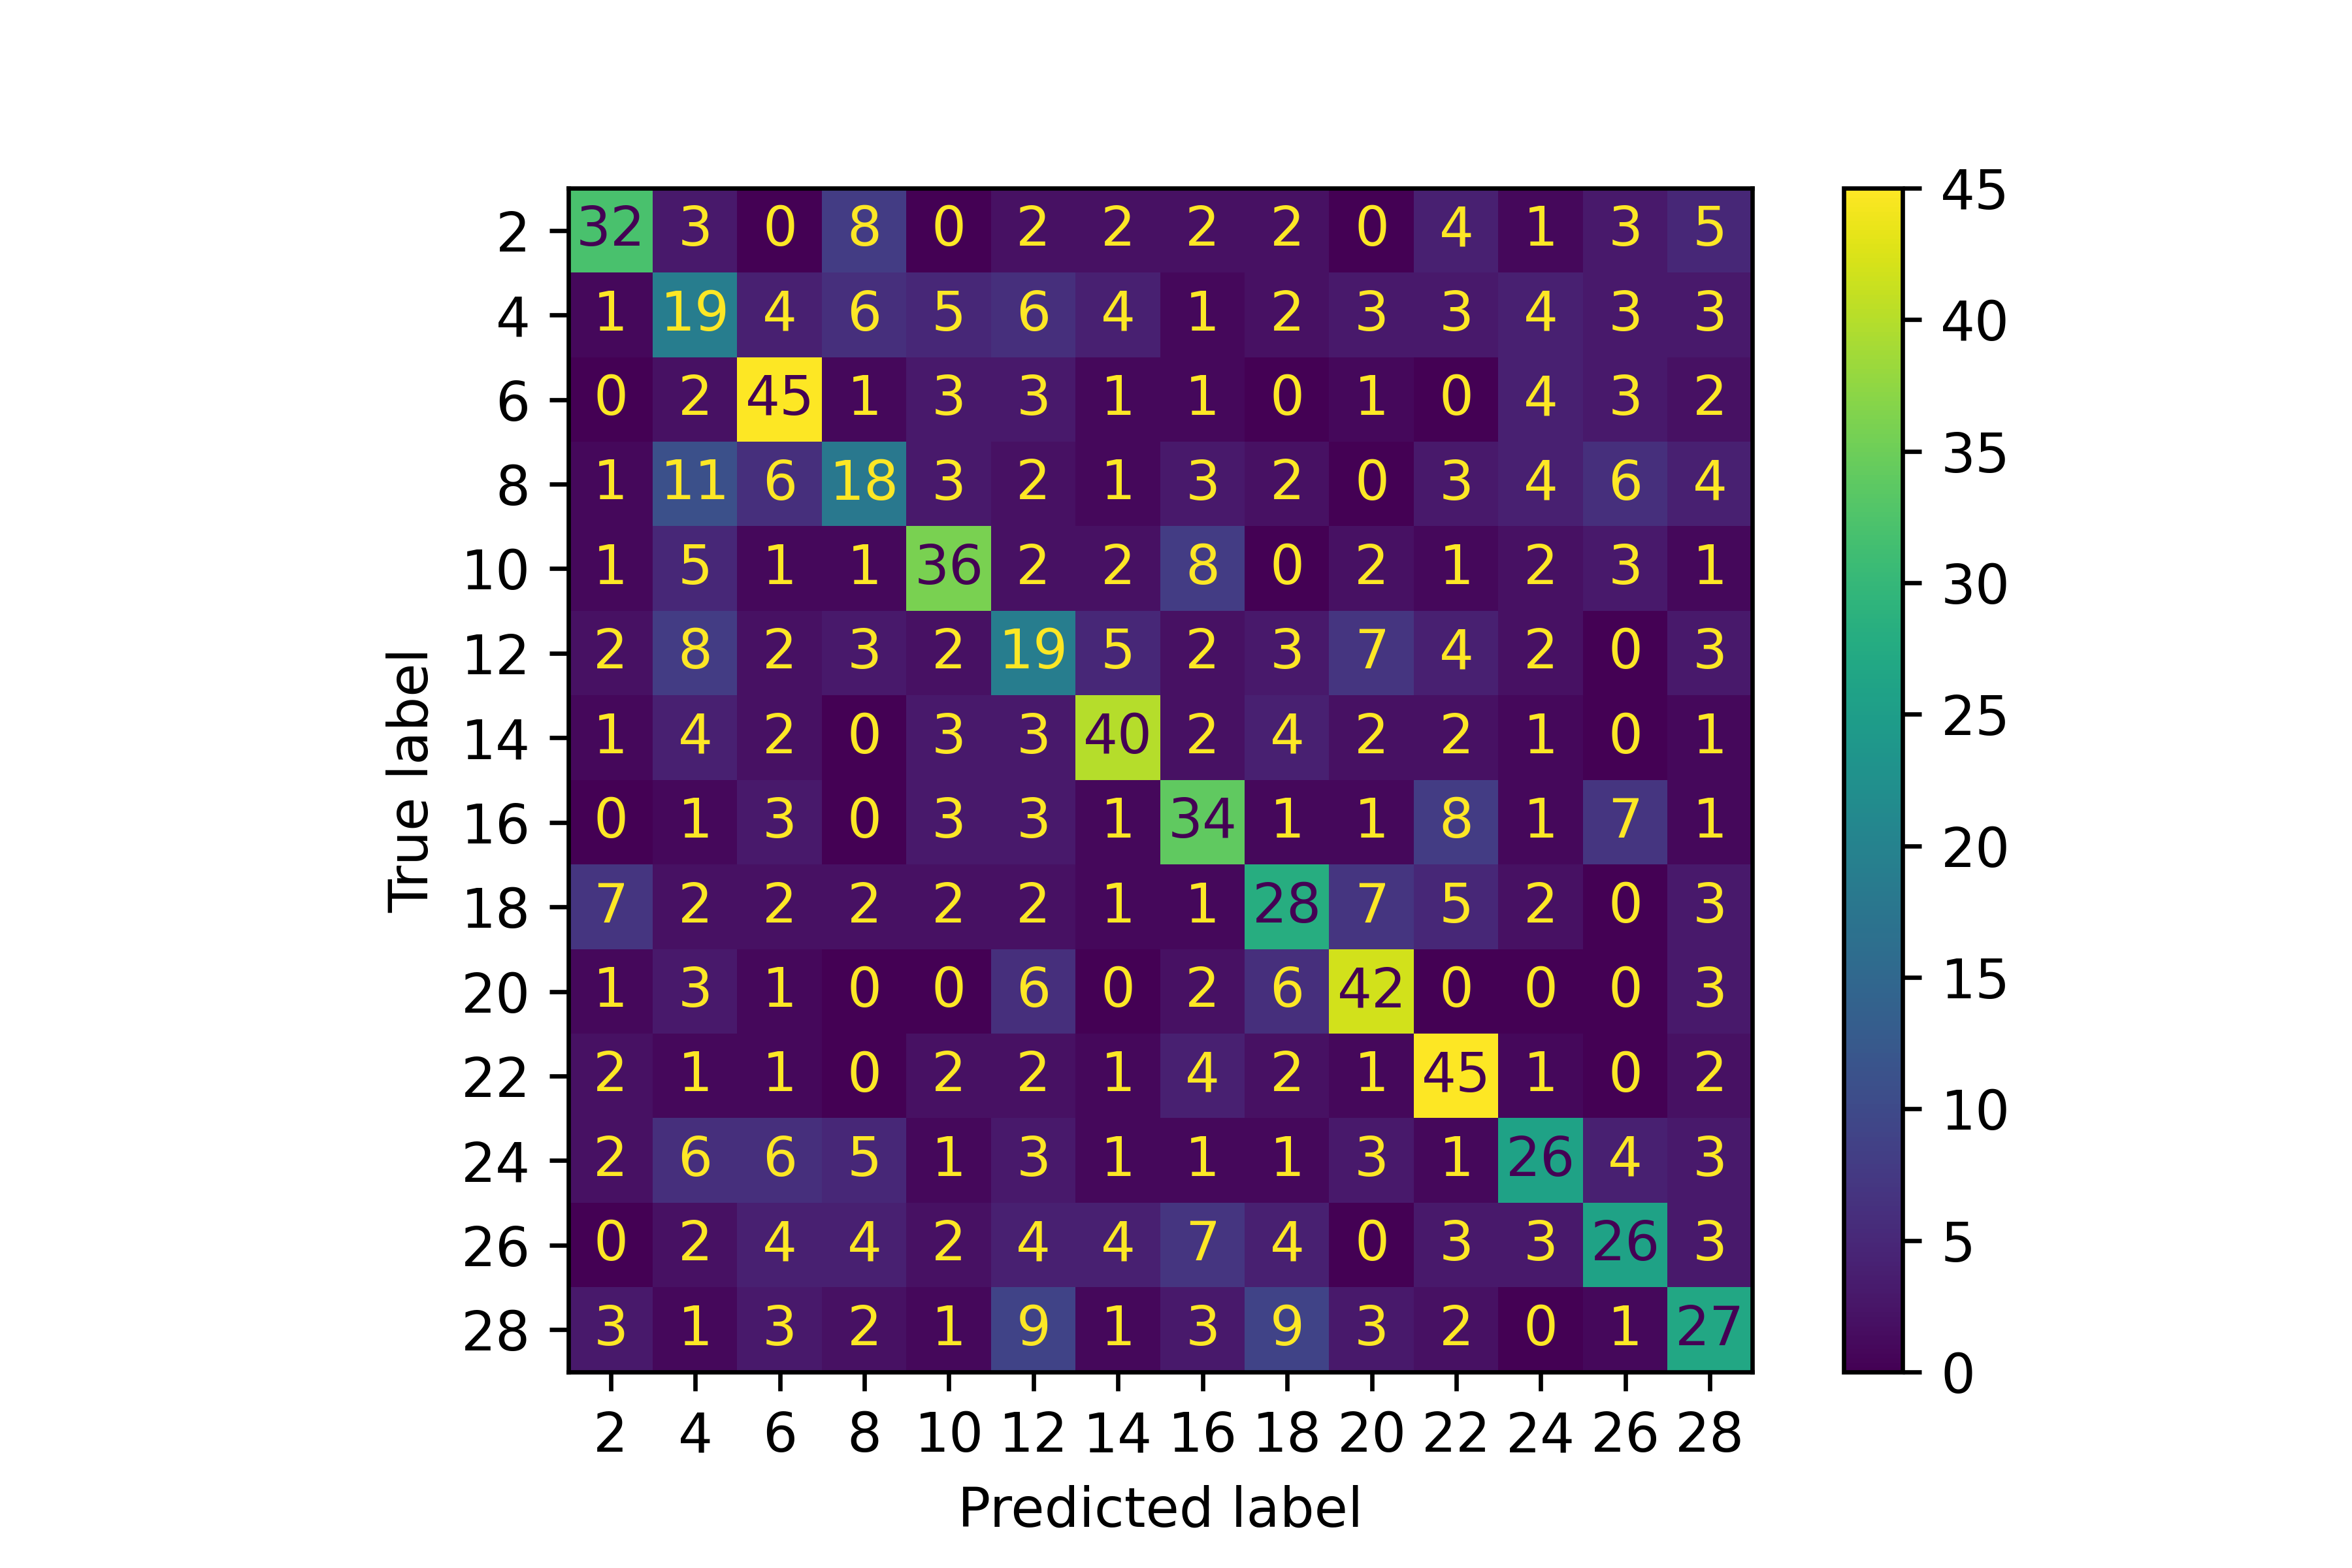 2 32 3 0 8 0 2 2 2 2 0 4 1 3 5
4 1 19 4 6 5 6 4 1 2 3 3 4 3 3
6 0 2 45 1 3 3 1 1 0 1 0 4 3 2
8 1 11 6 18 3 2 1 3 2 0 3 4 6 4
10 1 5 1 1 36 2 2 8 0 2 1 2 3 1
12 2 8 2 3 2 19 5 2 3 7 4 2 0 3
14 1 4 2 0 3 3 40 2 4 2 2 1 0 1
16 0 1 3 0 3 3 1 34 1 1 8 1 7 1
18 7 2 2 2 2 2 1 1 28 7 5 2 0 3
20 1 3 1 0 0 6 0 2 6 42 0 0 0 3
22 2 1 1 0 2 2 1 4 2 1 45 1 0 2
24 2 6 6 5 1 3 1 1 1 3 1 26 4 3
26 0 2 4 4 2 4 4 7 4 0 3 3 26 3
28 3 1 3 2 1 9 1 3 9 3 2 0 1 27
2 4 6 8 10 12 14 16 18 20 22 24 26 28
Predicted label
True label
45
40
35
30
25
20
15
10
5
0